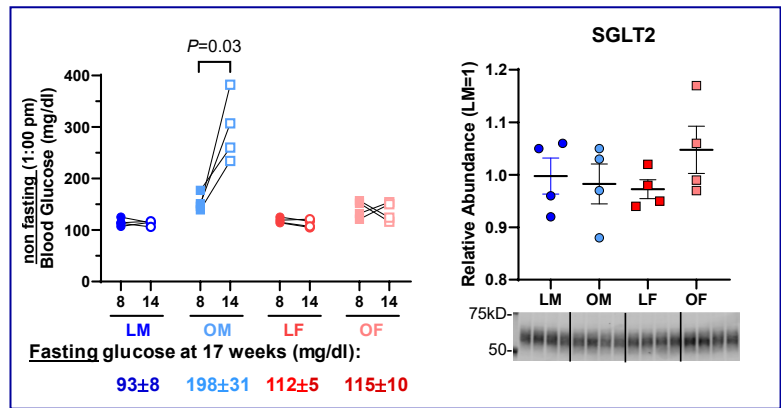 P=0.03
non fasting (1:00 pm)
Blood Glucose (mg/dl)
400
300
200
100
0
8 14 8 14 8 14 8 14
LM OM LF OF
Fasting glucose at 17 weeks (mg/dl):
93±8 198±31 112±5 115±10
SGLT2
Relative Abundance (LM=1)
1.2
1.1
1.0
0.9
0.8
LM OM LF OF
75kD-
50-